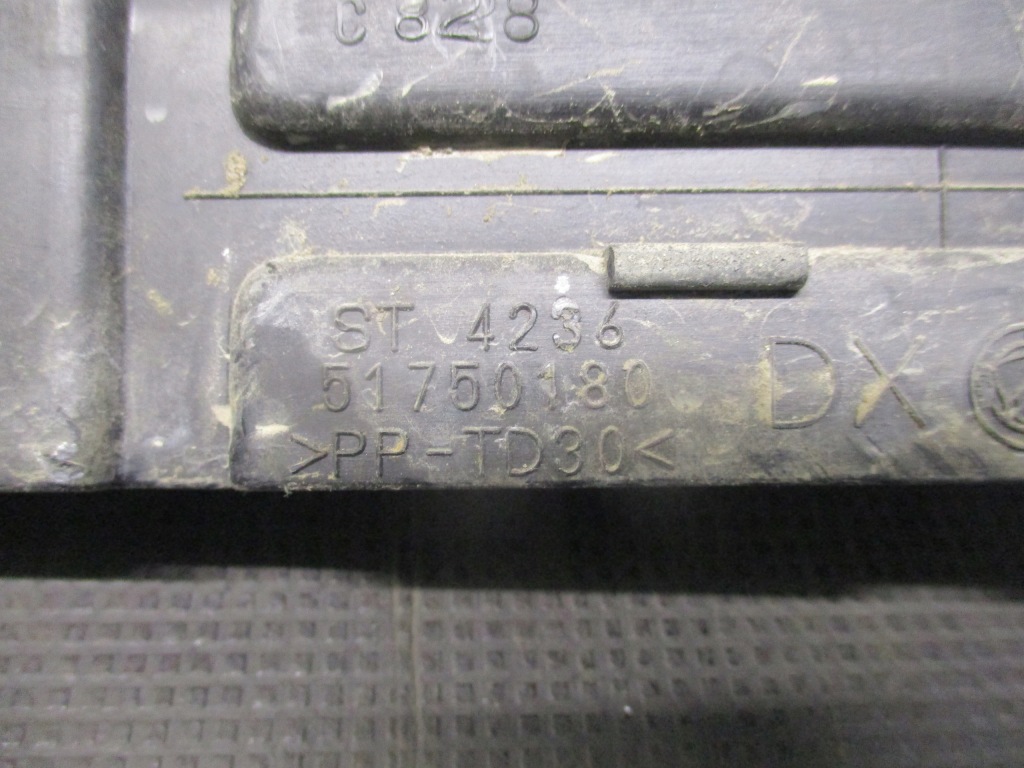 C 828
ST 4236
51750180
>PP-TD30<
DX